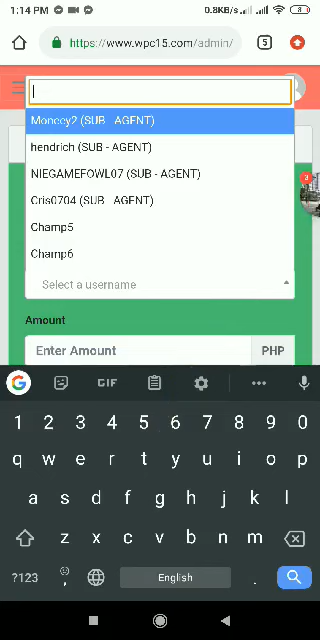 1:14 PM
0.8KB/s
https://www.wpc15.com/admin/
5
3
Moncey2 (SUB - AGENT)
hendrich (SUB - AGENT)
NIEGAMEFOWL07 (SUB - AGENT)
Cris0704 (SUB - AGENT)
Champ5
Champ6
Select a username
Amount
Enter Amount PHP
G GIF
1 2 3 4 5 6 7 8 9 0
q w e r t y u i o p
a s d f g h j k l
z x c v b n m
?123 , English .